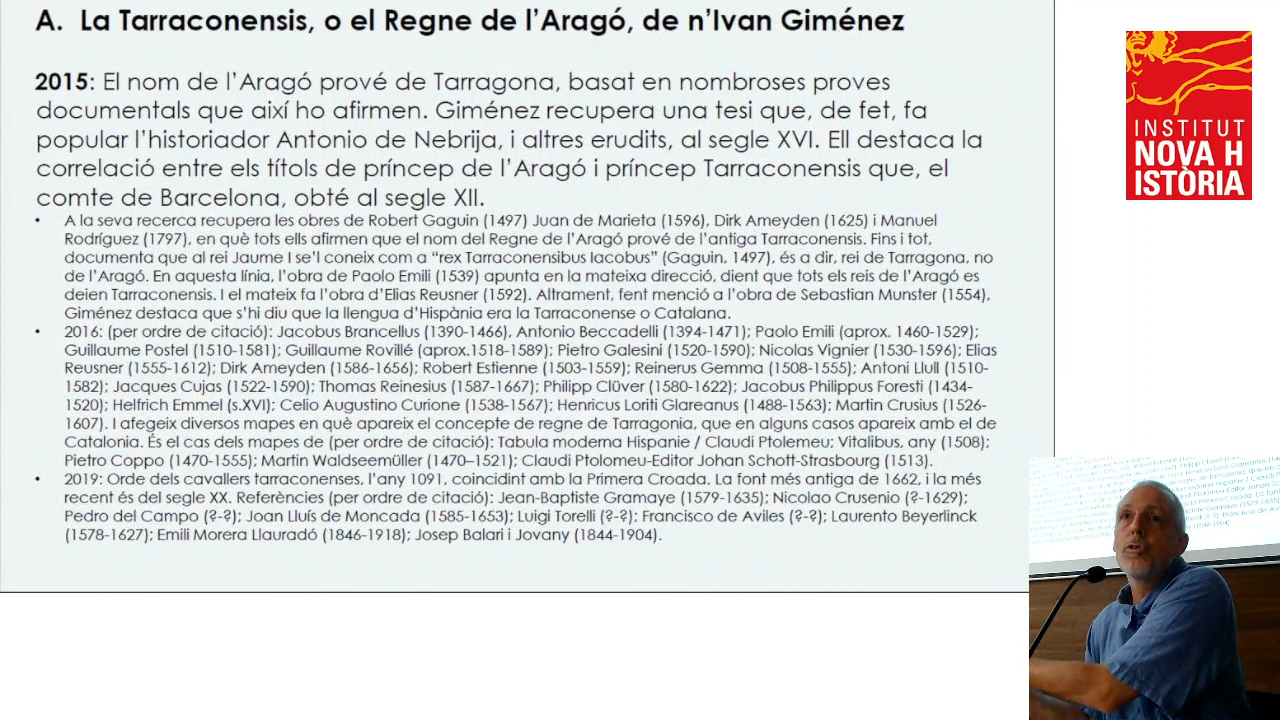 A. La Tarraconensis, o el Regne de l'Aragó, de n'Ivan Giménez
2015: El nom de l'Aragó prové de Tarragona, basat en nombroses proves
documentals que així ho afirmen. Giménez recupera una tesi que, de fet, fa
popular l'historiador Antonio de Nebrija, i altres erudits, al segle XVI. Ell destaca la
correlació entre els títols de príncep de l'Aragó i príncep Tarraconensis que, el
comte de Barcelona, obté al segle XII.
• A la seva recerca recupera les obres de Robert Gaguin (1497) Juan de Marieta (1596), Dirk Ameyden (1625) i Manuel
Rodríguez (1797), en què tots ells afirmen que el nom del Regne de l'Aragó prové de l'antiga Tarraconensis. Fins i tot,
documenta que al rei Jaume I se'l coneix com a “rex Tarraconensibus Iacobus” (Gaguin, 1497), és a dir, rei de Tarragona, no
de l'Aragó. En aquesta línia, l'obra de Paolo Emili (1539) apunta en la mateixa direcció, dient que tots els reis de l'Aragó es
deien Tarraconensis. I el mateix fa l'obra d'Elias Reusner (1592). Altrament, fent menció a l'obra de Sebastian Munster (1554),
Giménez destaca que s'hi diu que la llengua d'Hispània era la Tarraconense o Catalana.
• 2016: (per ordre de citació): Jacobus Brancellus (1390-1466), Antonio Beccadelli (1394-1471); Paolo Emili (aprox. 1460-1529);
Guillaume Postel (1510-1581); Guillaume Rovillé (aprox.1518-1589); Pietro Galesini (1520-1590); Nicolas Vignier (1530-1596); Elias
Reusner (1555-1612); Dirk Ameyden (1586-1656); Robert Estienne (1503-1559); Reinerus Gemma (1508-1555); Antoni Llull (1510-
1582); Jacques Cujas (1522-1590); Thomas Reinesius (1587-1667); Philipp Clüver (1580-1622); Jacobus Philippus Foresti (1434-
1520); Helfrich Emmel (s.XVI); Celio Augustino Curione (1538-1567); Henricus Loriti Glareanus (1488-1563); Martin Crusius (1526-
1607). I afegeix diversos mapes en què apareix el concepte de regne de Tarragonia, que en alguns casos apareix amb el de
Catalonia. És el cas dels mapes de (per ordre de citació): Tabula moderna Hispanie / Claudi Ptolemeu; Vitalibus, any (1508);
Pietro Coppo (1470-1555); Martin Waldseemüller (1470–1521); Claudi Ptolomeu-Editor Johan Schott-Strasbourg (1513).
• 2019: Orde dels cavallers tarraconenses, l'any 1091, coincidint amb la Primera Croada. La font més antiga de 1662, i la més
recent és del segle XX. Referències (per ordre de citació): Jean-Baptiste Gramaye (1579-1635); Nicolao Crusenio (?-1629);
Pedro del Campo (?-?); Joan Lluís de Moncada (1585-1653); Luigi Torelli (?-?); Francisco de Aviles (?-?); Laurento Beyerlinck
(1578-1627); Emili Morera Llauradó (1846-1918); Josep Balari i Jovany (1844-1904).
INSTITUT
NOVA H
ISTÒRIA